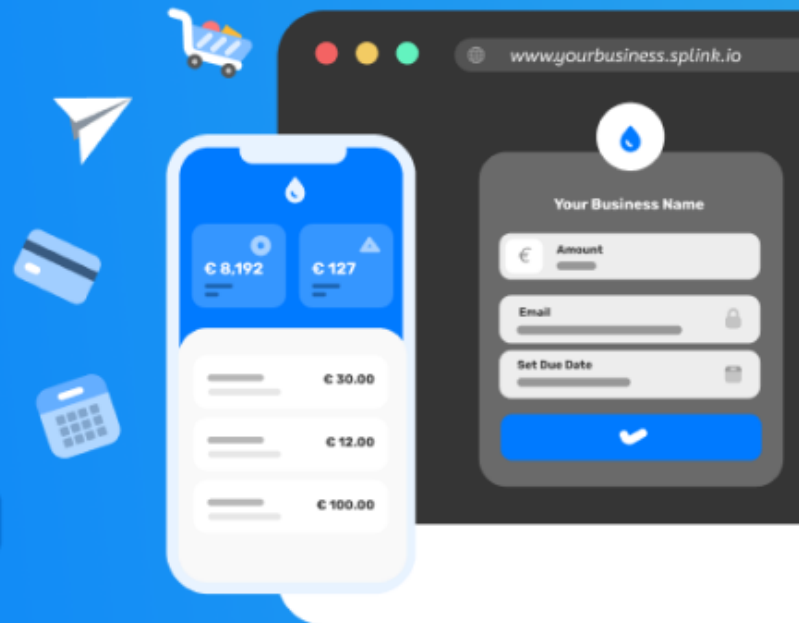 www.yourbusiness.splink.io
Your Business Name
€
Amount
Email
Set Due Date
€ 8,192
€ 127
€ 30.00
€ 12.00
€ 100.00